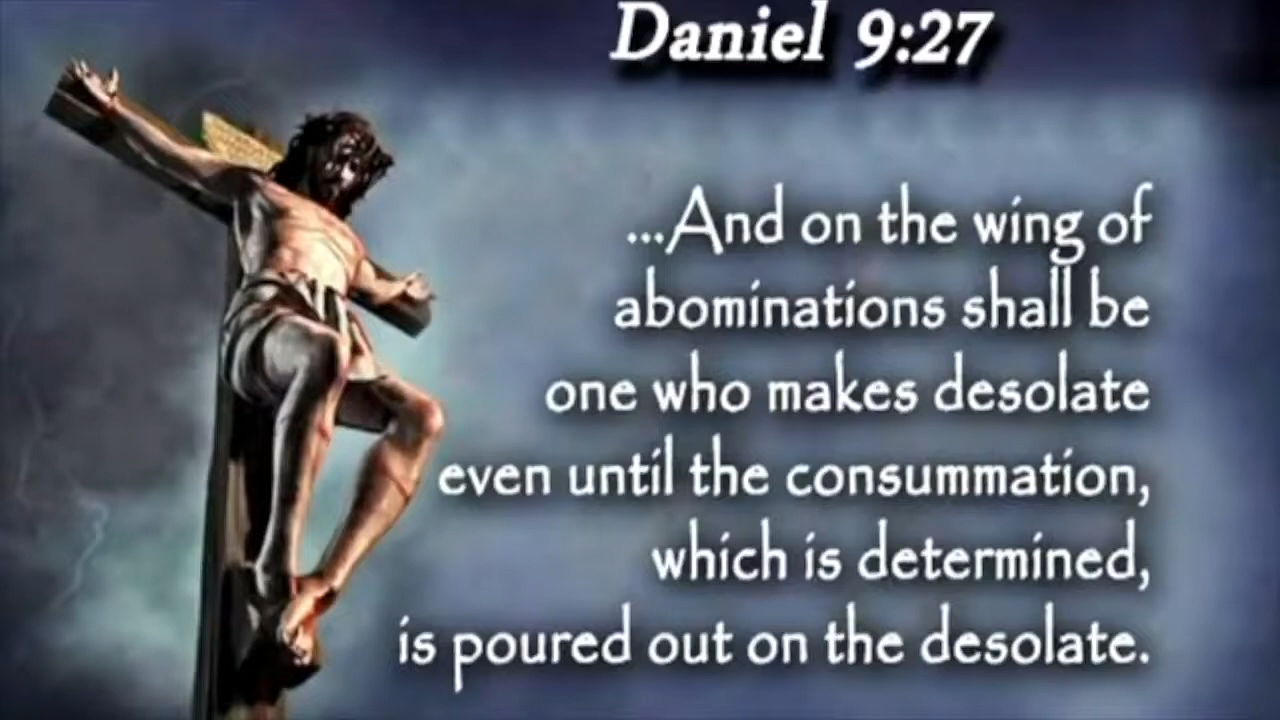 Daniel 9:27
...And on the wing of
abominations shall be
one who makes desolate
even until the consummation,
which is determined,
is poured out on the desolate.